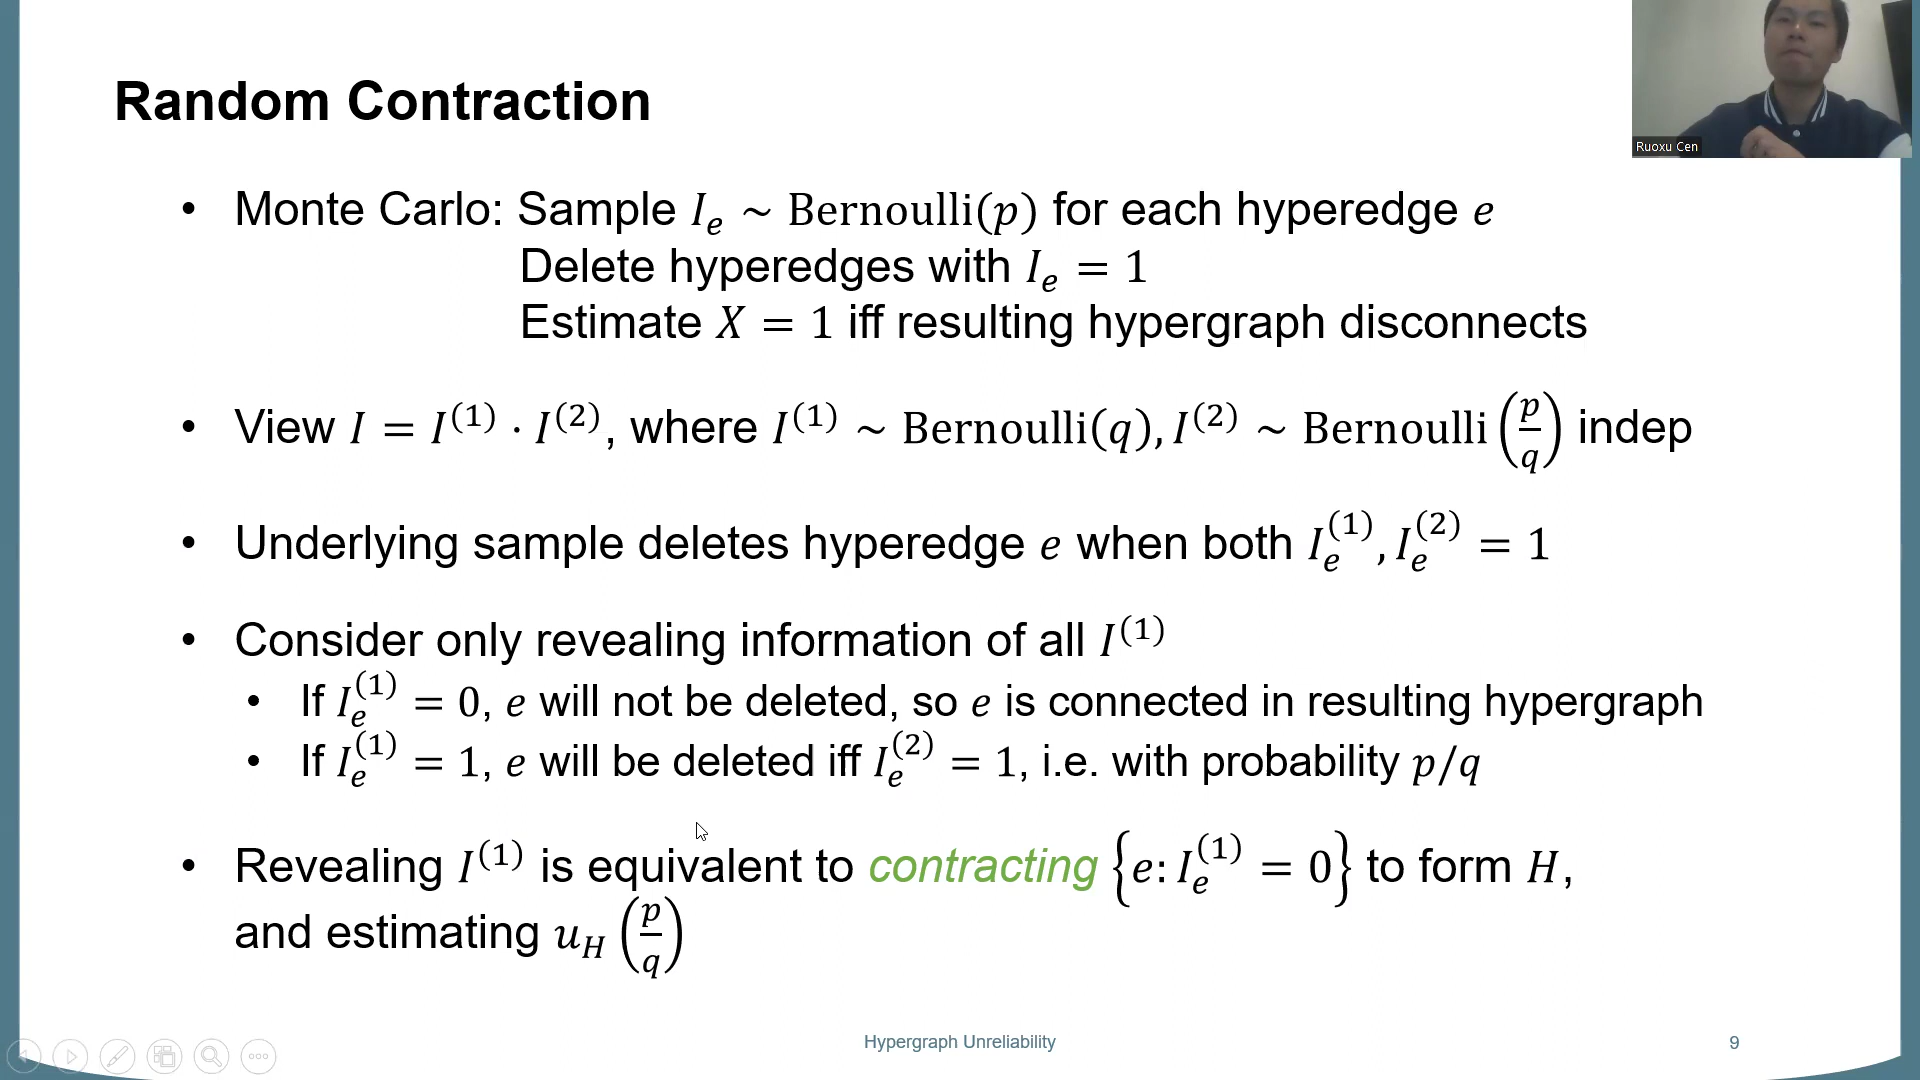 Random Contraction
Ruoxu Cen
• Monte Carlo: Sample I_e ~ Bernoulli(p) for each hyperedge e
Delete hyperedges with I_e = 1
Estimate X = 1 iff resulting hypergraph disconnects
• View I = I^(1) · I^(2), where I^(1) ~ Bernoulli(q), I^(2) ~ Bernoulli(p/q) indep
• Underlying sample deletes hyperedge e when both I_e^(1), I_e^(2) = 1
• Consider only revealing information of all I^(1)
• If I_e^(1) = 0, e will not be deleted, so e is connected in resulting hypergraph
• If I_e^(1) = 1, e will be deleted iff I_e^(2) = 1, i.e. with probability p/q
• Revealing I^(1) is equivalent to contracting {e: I_e^(1) = 0} to form H,
and estimating u_H(p/q)
Hypergraph Unreliability
9